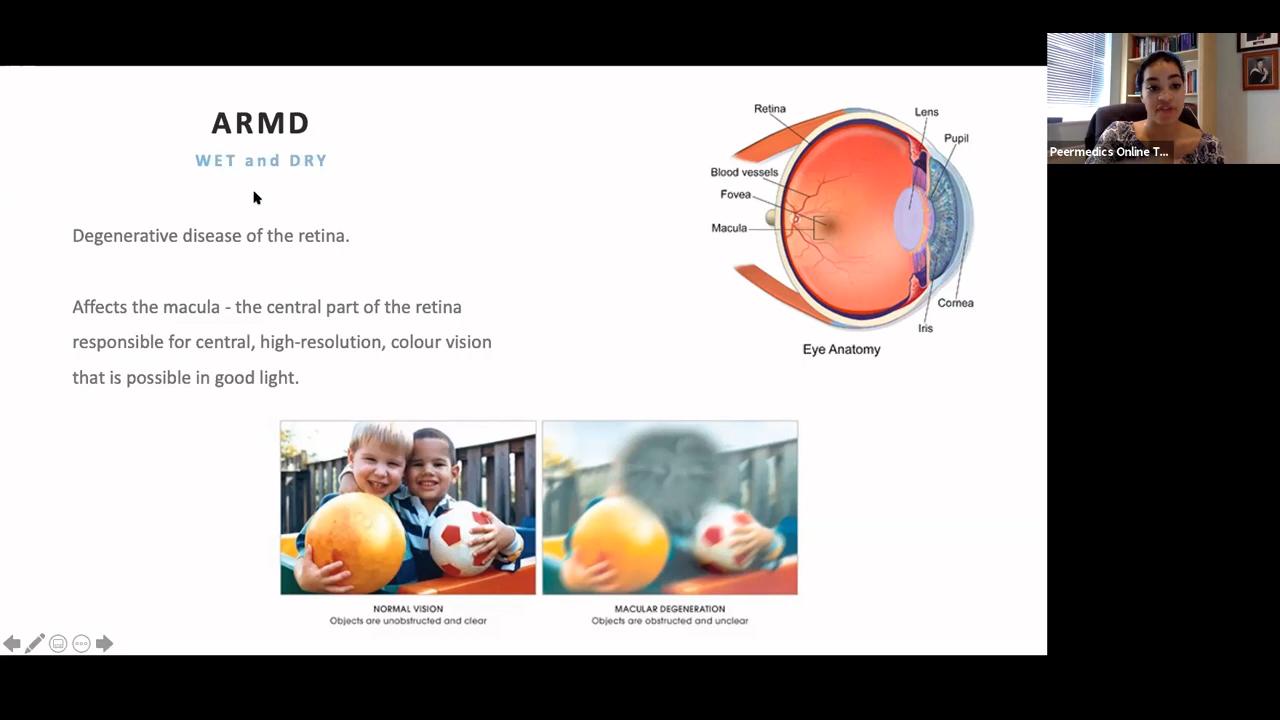 ARMD
WET and DRY
Degenerative disease of the retina.
Affects the macula - the central part of the retina
responsible for central, high-resolution, colour vision
that is possible in good light.
Retina
Lens
Pupil
Blood vessels
Fovea
Macula
Cornea
Iris
Eye Anatomy
NORMAL VISION
Objects are unobstructed and clear
MACULAR DEGENERATION
Objects are obstructed and unclear
Peermedics Online T...